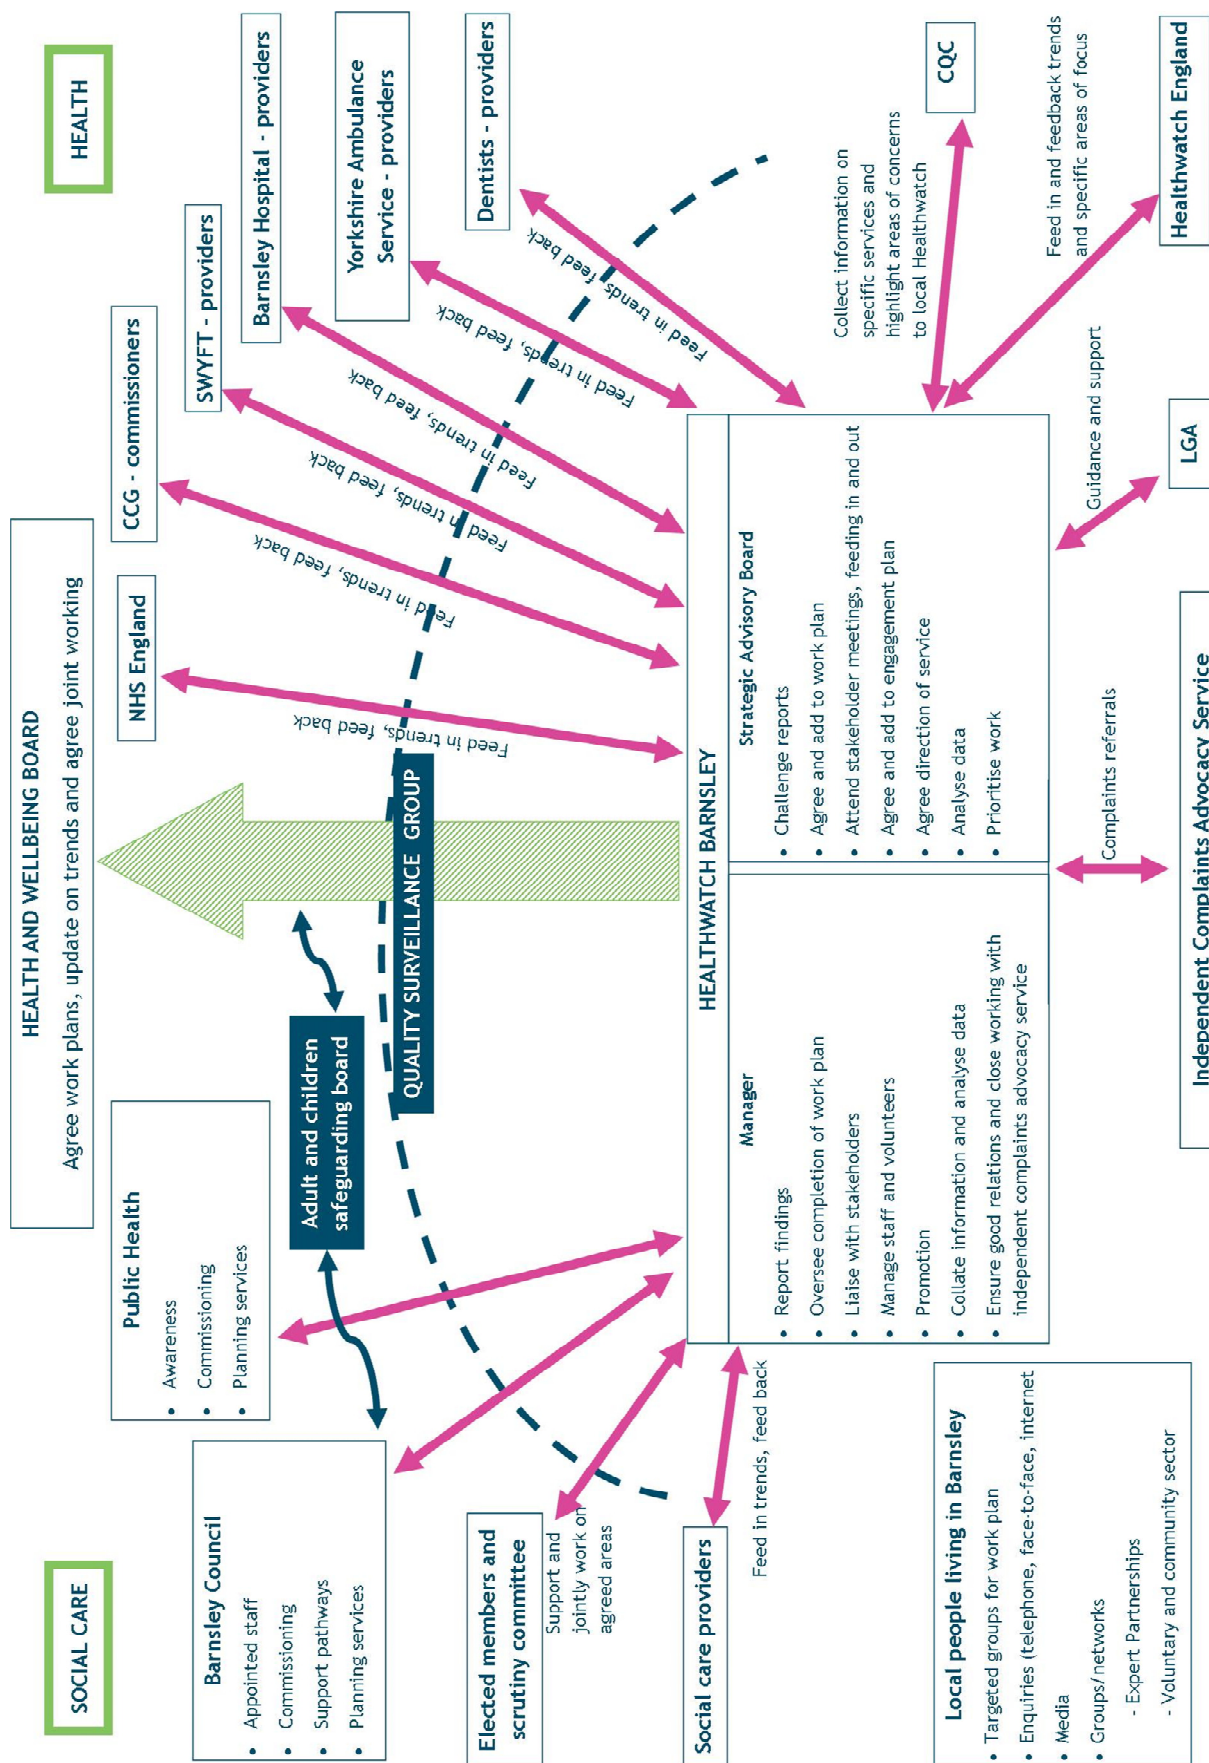 SOCIAL CARE
HEALTH
HEALTH AND WELLBEING BOARD
Agree work plans, update on trends and agree joint working
Public Health
• Awareness
• Commissioning
• Planning services
Barnsley Council
• Appointed staff
• Commissioning
• Support pathways
• Planning services
Adult and children
safeguarding board
QUALITY SURVEILLANCE GROUP
NHS England
Feed in trends, feed back
CCG - commissioners
Feed in trends, feed back
SWYFT - providers
Feed in trends, feed back
Barnsley Hospital - providers
Feed in trends, feed back
Yorkshire Ambulance
Service - providers
Feed in trends, feed back
Dentists - providers
Feed in trends, feed back
Elected members and
scrutiny committee
Support and
jointly work on
agreed areas
Social care providers
Feed in trends, feed back
HEALTHWATCH BARNSLEY
Manager
• Report findings
• Oversee completion of work plan
• Liaise with stakeholders
• Manage staff and volunteers
• Promotion
• Collate information and analyse data
• Ensure good relations and close working with
independent complaints advocacy service
Strategic Advisory Board
• Challenge reports
• Agree and add to work plan
• Attend stakeholder meetings, feeding in and out
• Agree and add to engagement plan
• Agree direction of service
• Analyse data
• Prioritise work
Collect information on
specific services and
highlight areas of concerns
to local Healthwatch
CQC
Feed in and feedback trends
and specific areas of focus
Healthwatch England
Guidance and support
LGA
Complaints referrals
Independent Complaints Advocacy Service
Local people living in Barnsley
• Targeted groups for work plan
• Enquiries (telephone, face-to-face, internet
• Media
• Groups/networks
- Expert Partnerships
- Voluntary and community sector